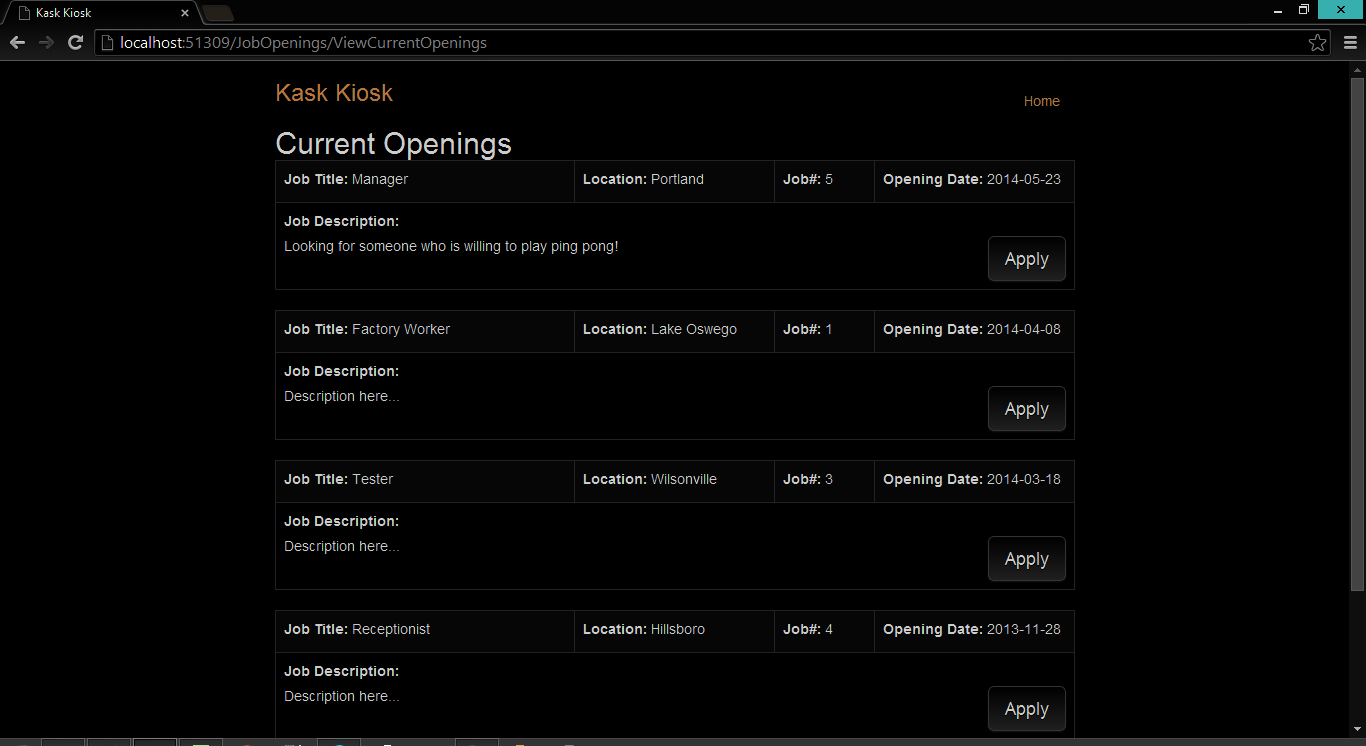 Kask Kiosk
localhost:51309/JobOpenings/ViewCurrentOpenings
Kask Kiosk
Home
Current Openings
Job Title: Manager Location: Portland Job#: 5 Opening Date: 2014-05-23
Job Description:
Looking for someone who is willing to play ping pong!
Apply
Job Title: Factory Worker Location: Lake Oswego Job#: 1 Opening Date: 2014-04-08
Job Description:
Description here...
Apply
Job Title: Tester Location: Wilsonville Job#: 3 Opening Date: 2014-03-18
Job Description:
Description here...
Apply
Job Title: Receptionist Location: Hillsboro Job#: 4 Opening Date: 2013-11-28
Job Description:
Description here...
Apply